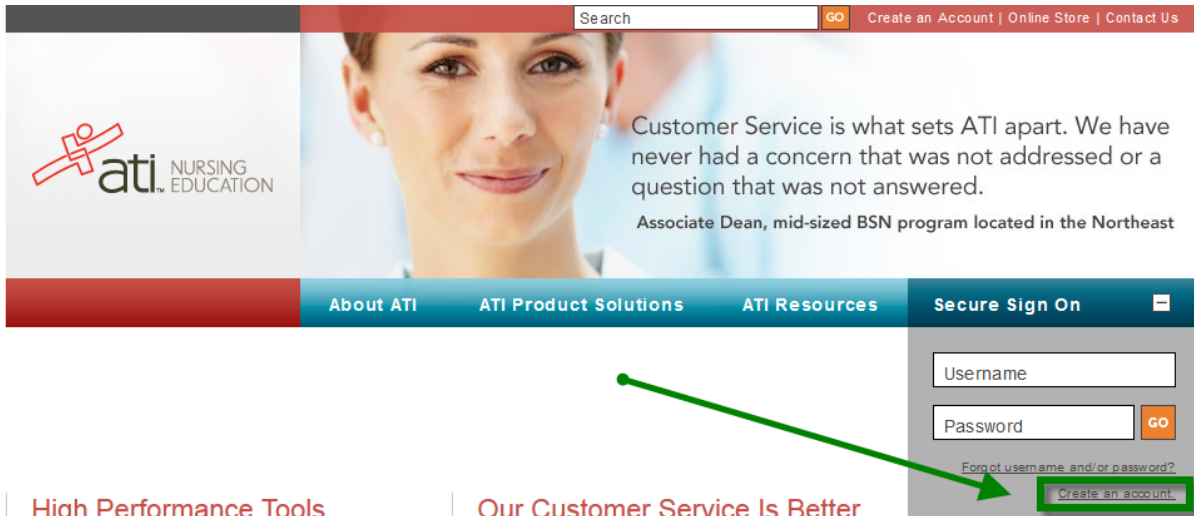 Search
GO
Create an Account | Online Store | Contact Us
ati™ NURSING
EDUCATION
Customer Service is what sets ATI apart. We have
never had a concern that was not addressed or a
question that was not answered.
Associate Dean, mid-sized BSN program located in the Northeast
About ATI
ATI Product Solutions
ATI Resources
Secure Sign On
Username
Password
GO
Forgot username and/or password?
Create an account.
High Performance Tools
Our Customer Service Is Better